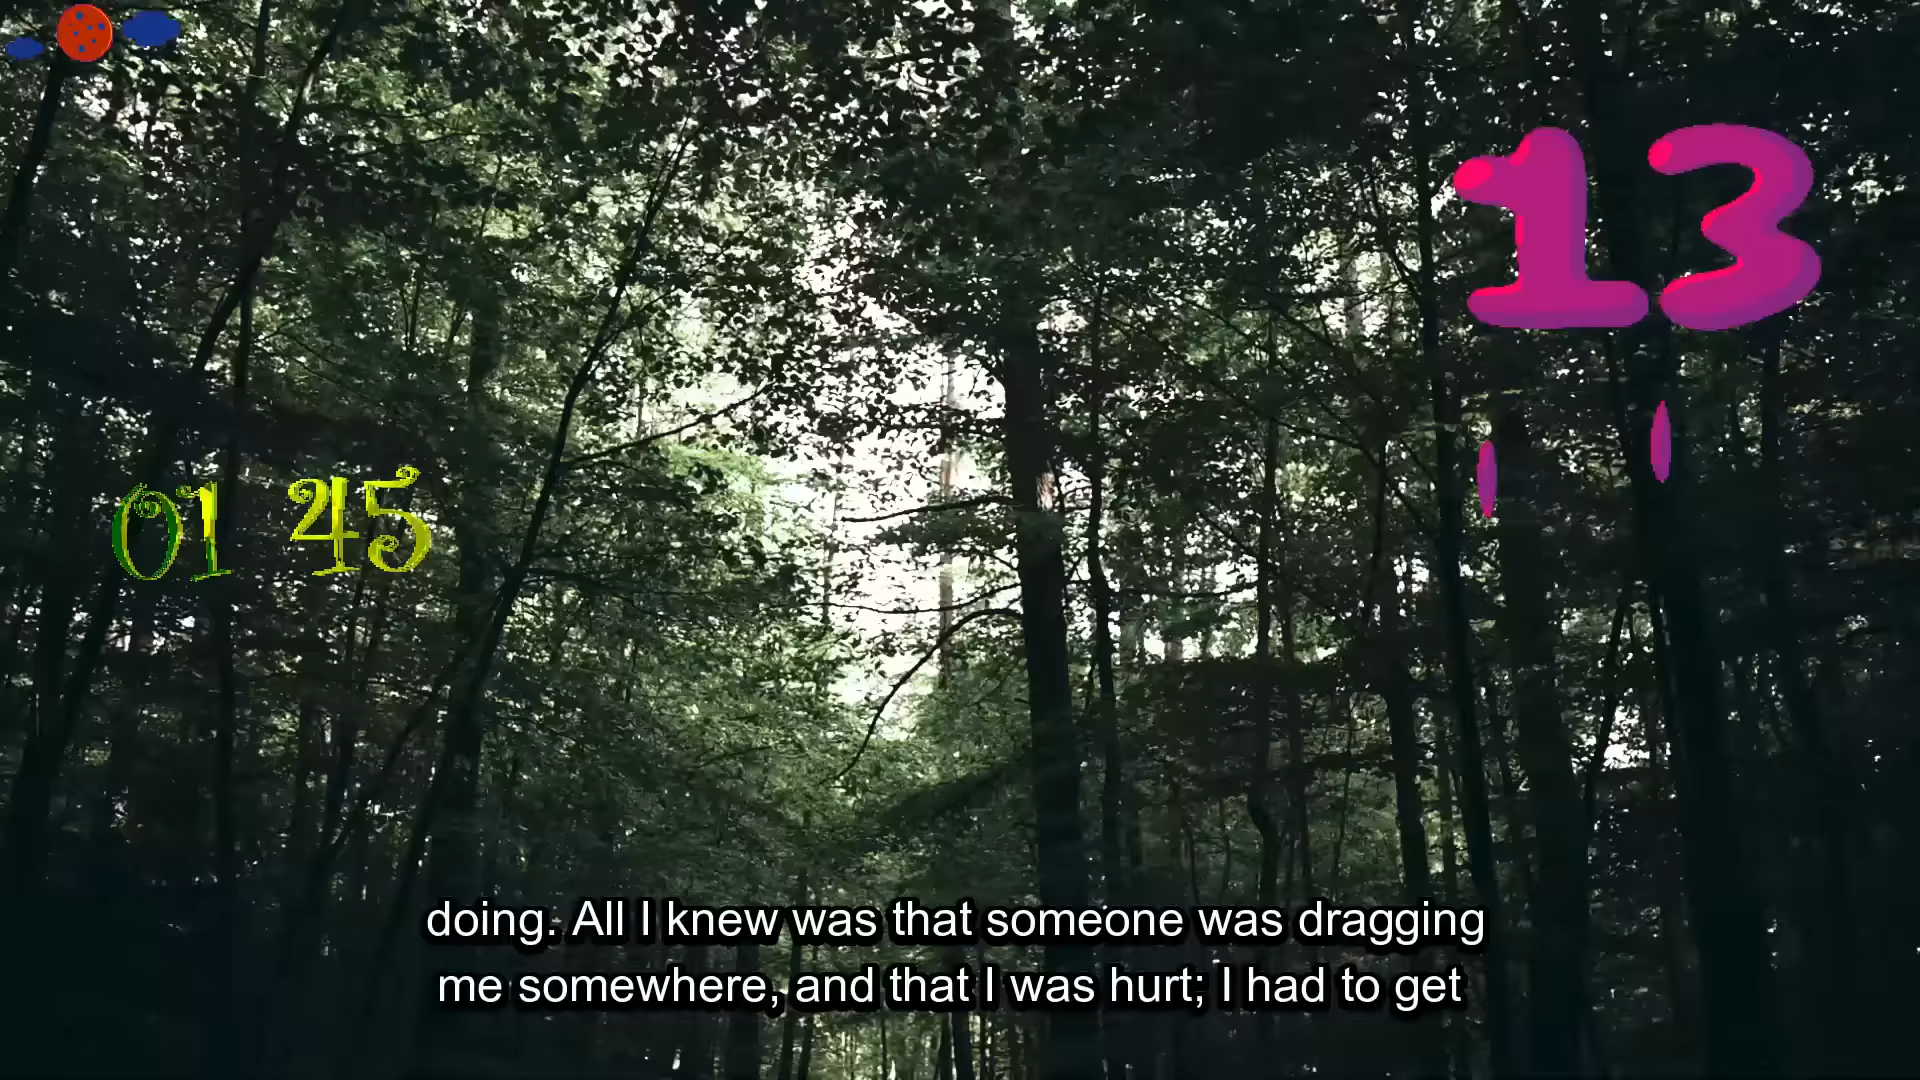 13
01 45
doing. All I knew was that someone was dragging
me somewhere, and that I was hurt; I had to get